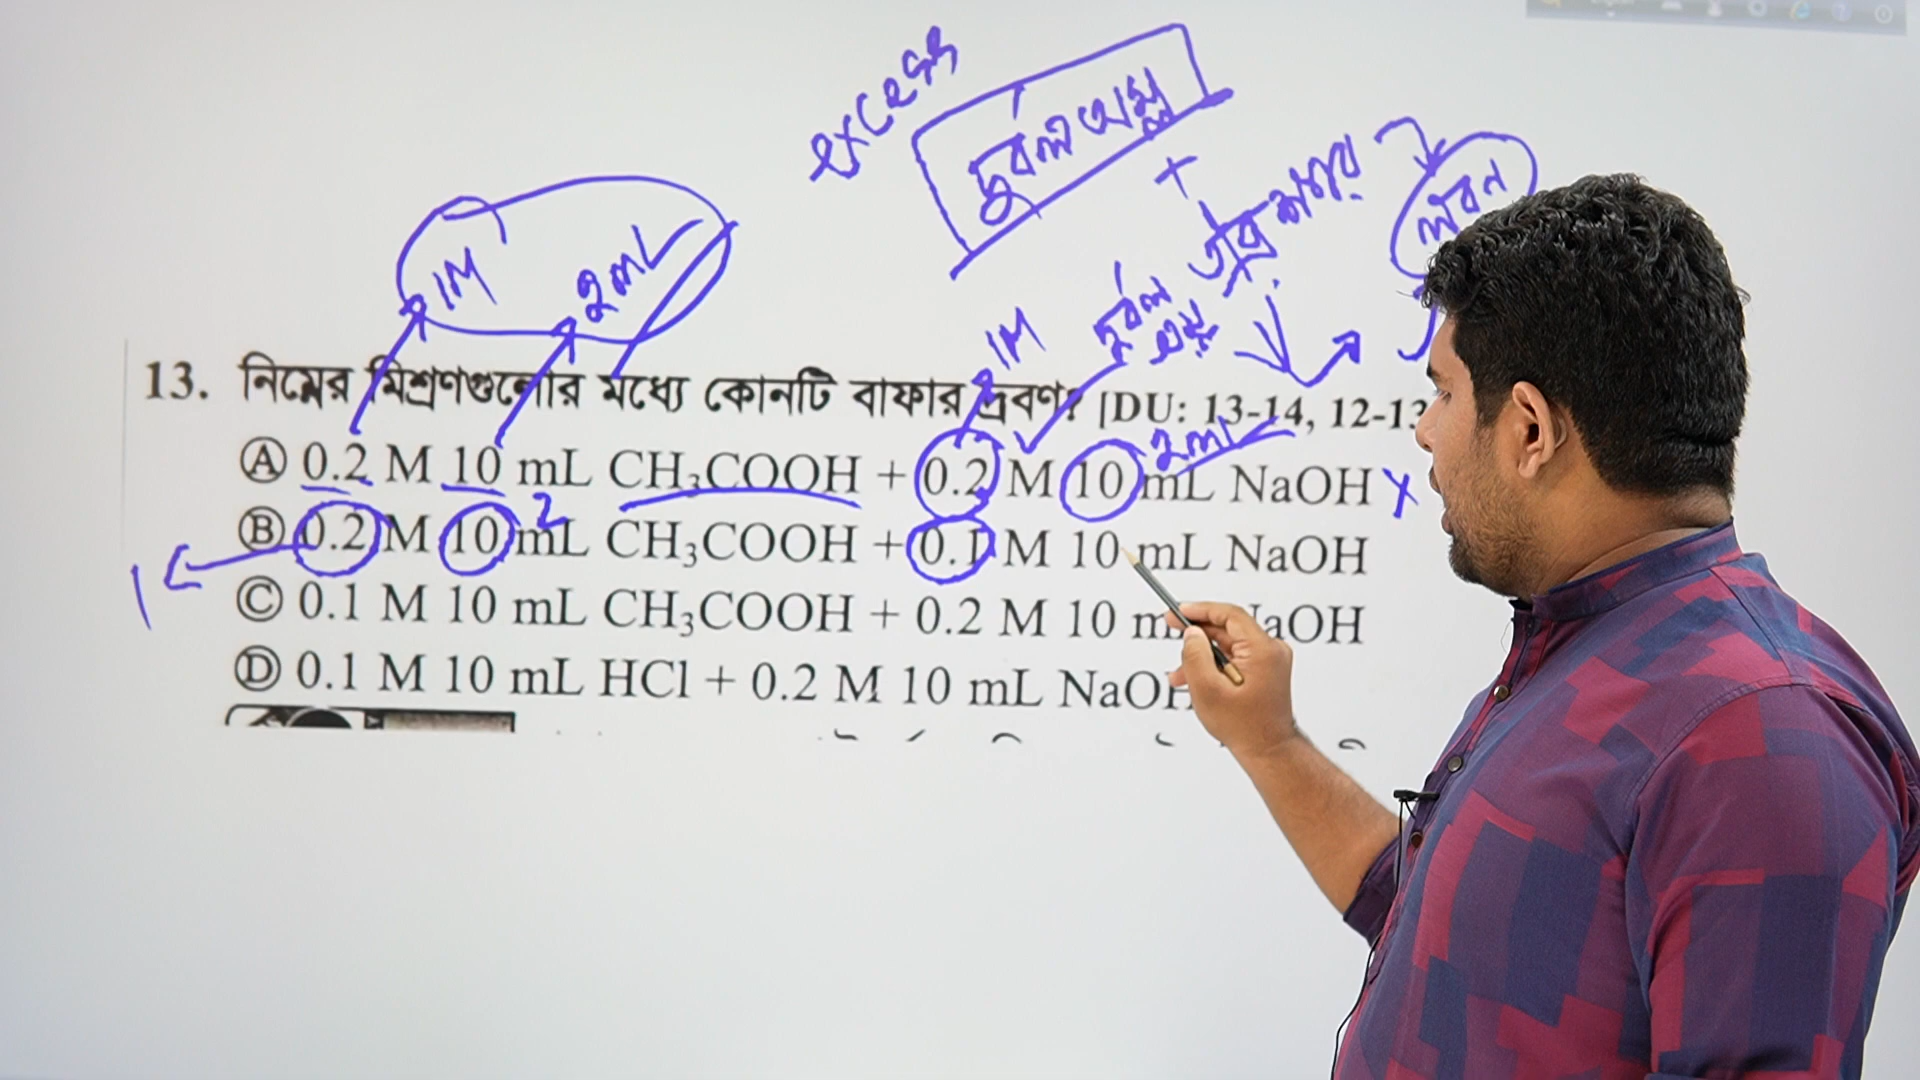 excess
দুর্বল অম্ল
+
তীব্র ক্ষার
লবন
1M
2mL
1M
দুর্বল
অম্ল
13. নিম্নের মিশ্রণগুলোর মধ্যে কোনটি বাফার দ্রবণ? [DU: 13-14, 12-13
2mL
Ⓐ 0.2 M 10 mL CH₃COOH + 0.2 M 10 mL NaOH X
2
Ⓑ 0.2 M 10 mL CH₃COOH + 0.1 M 10 mL NaOH
1
Ⓒ 0.1 M 10 mL CH₃COOH + 0.2 M 10 mL NaOH
Ⓓ 0.1 M 10 mL HCl + 0.2 M 10 mL NaOH